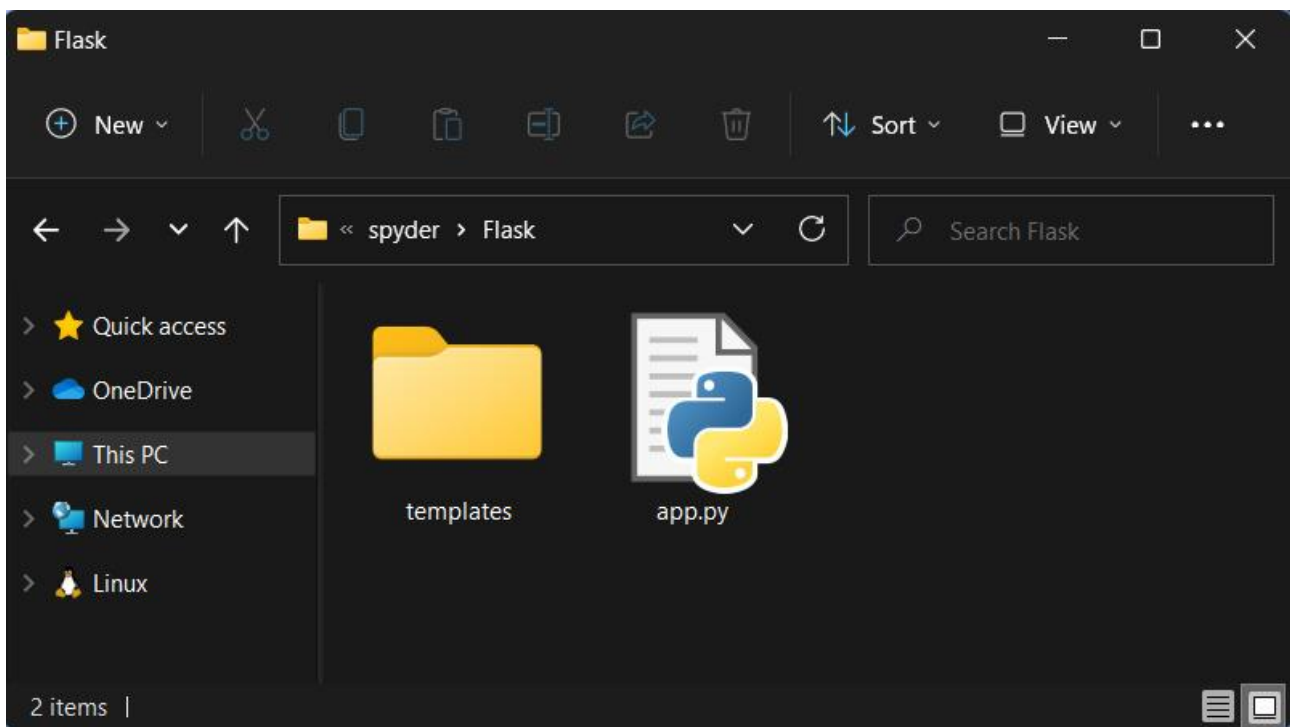 Flask
New
Sort
View
« spyder > Flask
Search Flask
Quick access
OneDrive
This PC
Network
Linux
templates
app.py
2 items